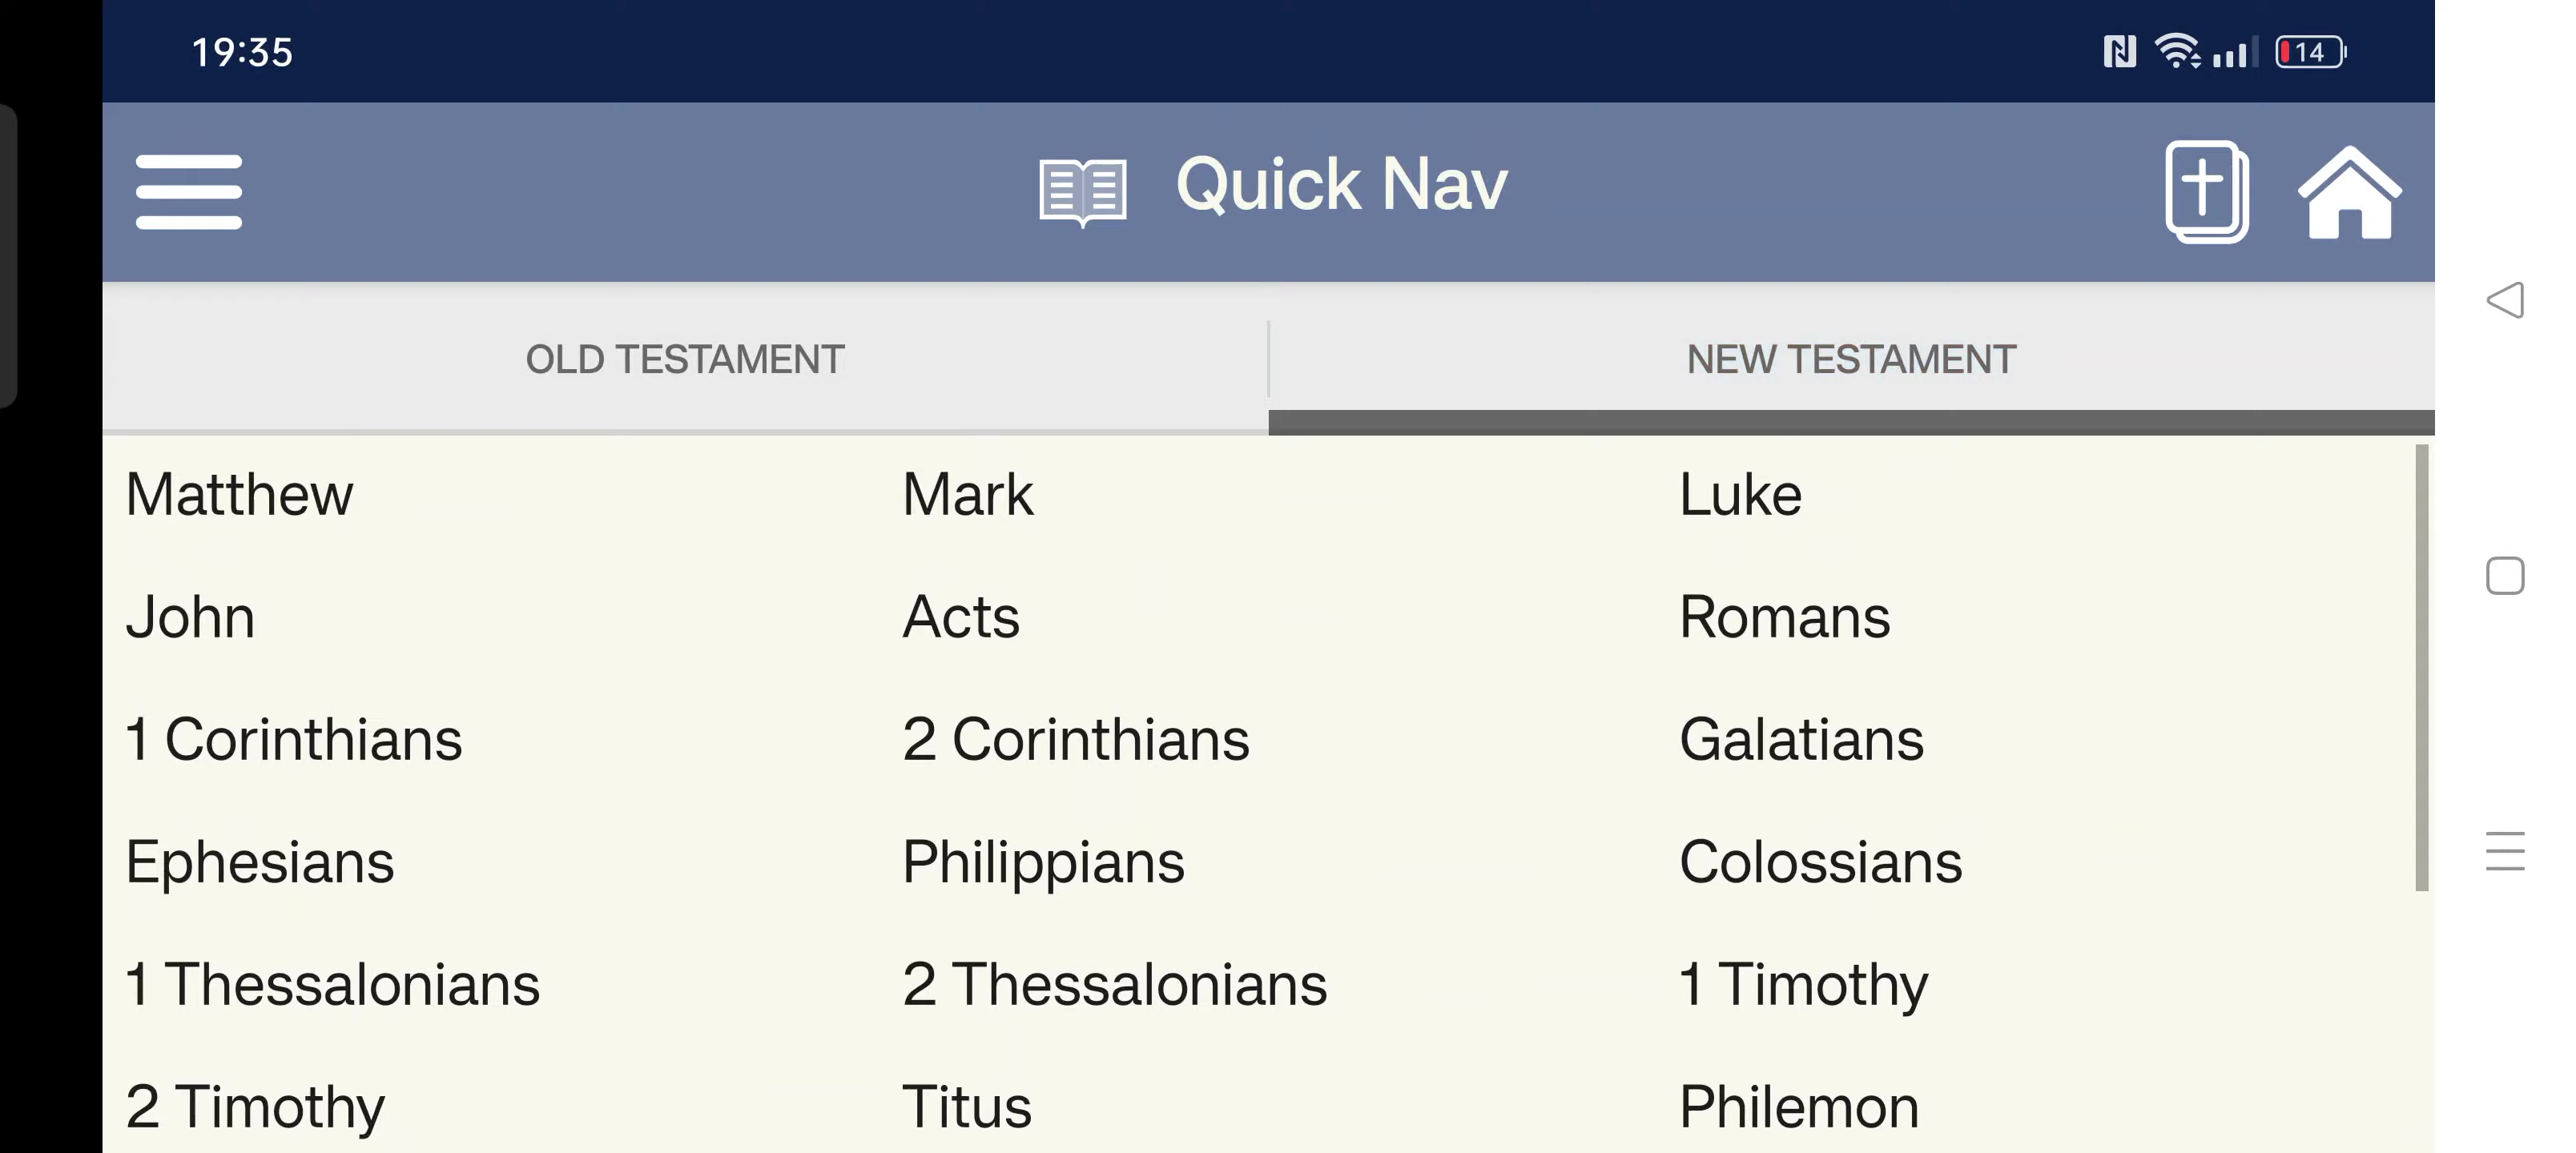 19:35
14
Quick Nav
OLD TESTAMENT
NEW TESTAMENT
Matthew
Mark
Luke
John
Acts
Romans
1 Corinthians
2 Corinthians
Galatians
Ephesians
Philippians
Colossians
1 Thessalonians
2 Thessalonians
1 Timothy
2 Timothy
Titus
Philemon